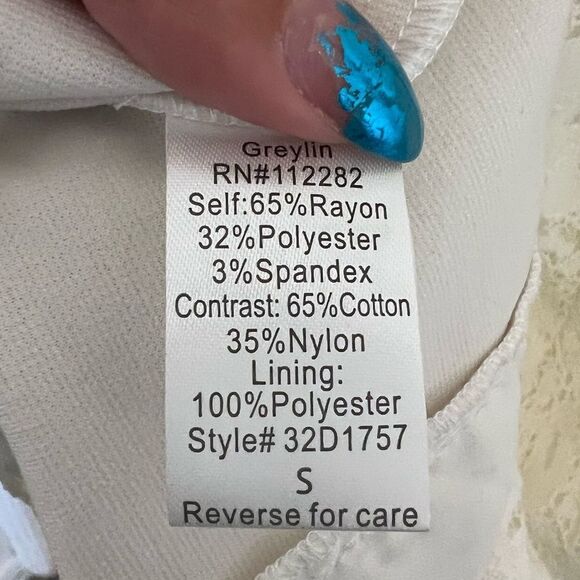 Greylin
RN#112282
Self:65%Rayon
32%Polyester
3%Spandex
Contrast: 65%Cotton
35%Nylon
Lining:
100%Polyester
Style# 32D1757
S
Reverse for care